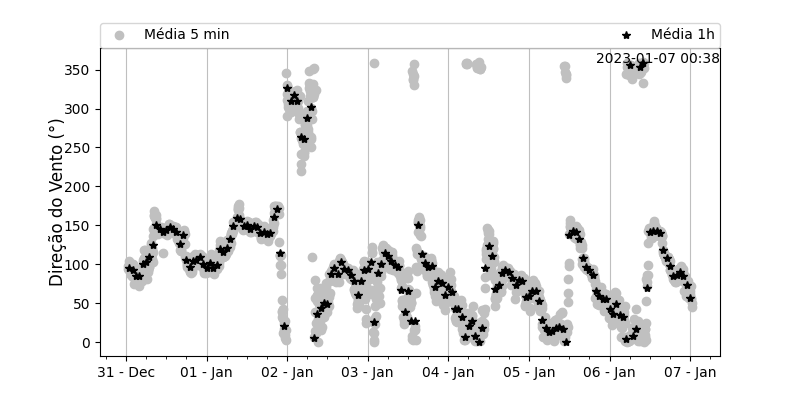 Média 5 min
Média 1h
2023-01-07 00:38
Direção do Vento (°)
350
300
250
200
150
100
50
0
31 - Dec
01 - Jan
02 - Jan
03 - Jan
04 - Jan
05 - Jan
06 - Jan
07 - Jan